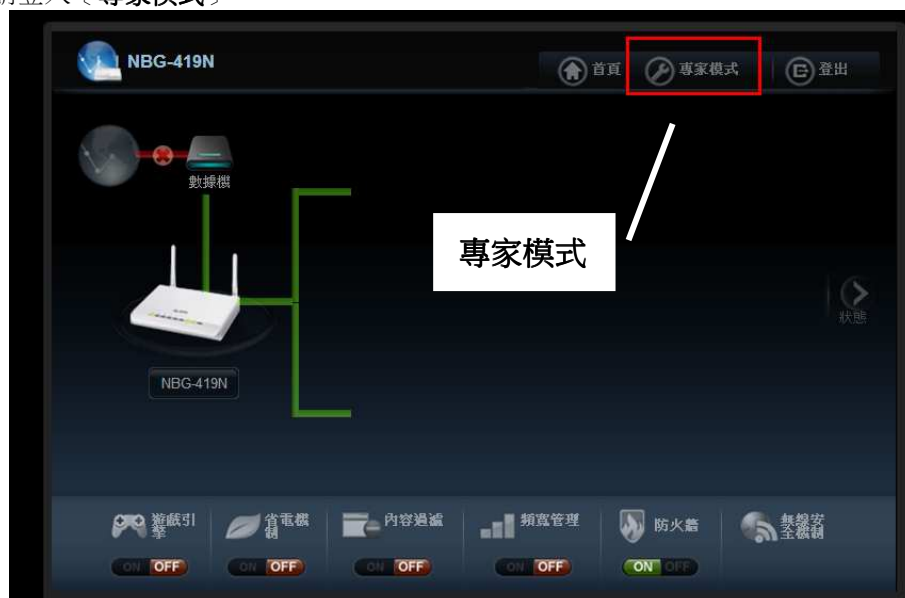 登入〔專家模式〕
NBG-419N
首頁
專家模式
登出
數據機
專家模式
狀態
NBG-419N
遊戲引
擎
省電機
制
內容過濾
頻寬管理
防火牆
無線安
全機制
ON OFF
ON OFF
ON OFF
ON OFF
ON OFF